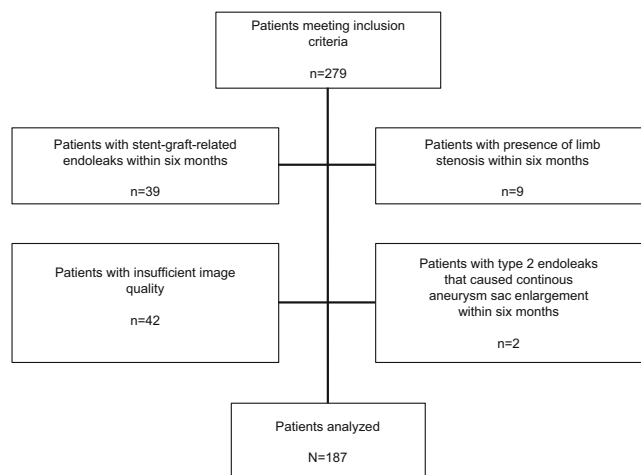 Patients meeting inclusion
criteria
n=279
Patients with stent-graft-related
endoleaks within six months
n=39
Patients with presence of limb
stenosis within six months
n=9
Patients with insufficient image
quality
n=42
Patients with type 2 endoleaks
that caused continous
aneurysm sac enlargement
within six months
n=2
Patients analyzed
N=187